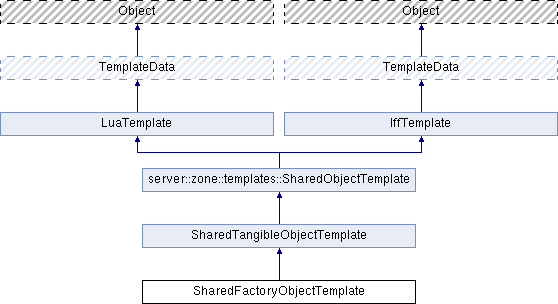 Object Object
TemplateData TemplateData
LuaTemplate IffTemplate
server::zone::templates::SharedObjectTemplate
SharedTangibleObjectTemplate
SharedFactoryObjectTemplate